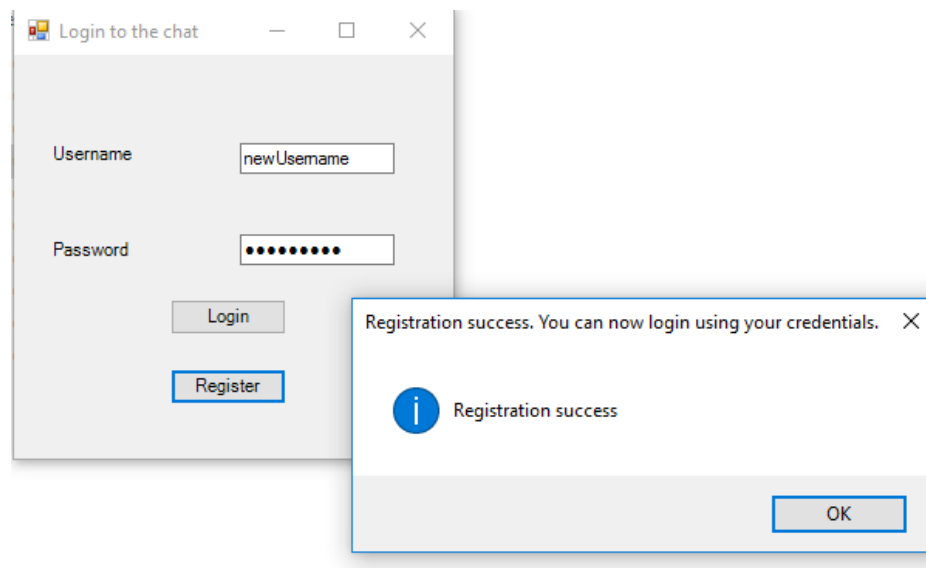 Login to the chat
Username
newUsername
Password
●●●●●●●●●
Login
Register
Registration success. You can now login using your credentials.
Registration success
OK